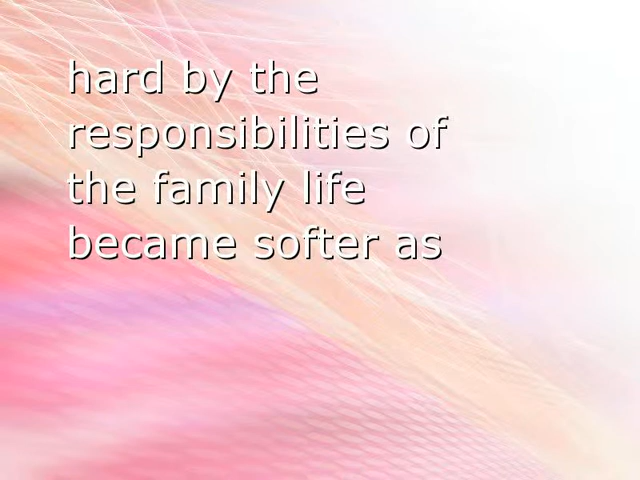 hard by the
responsibilities of
the family life
became softer as